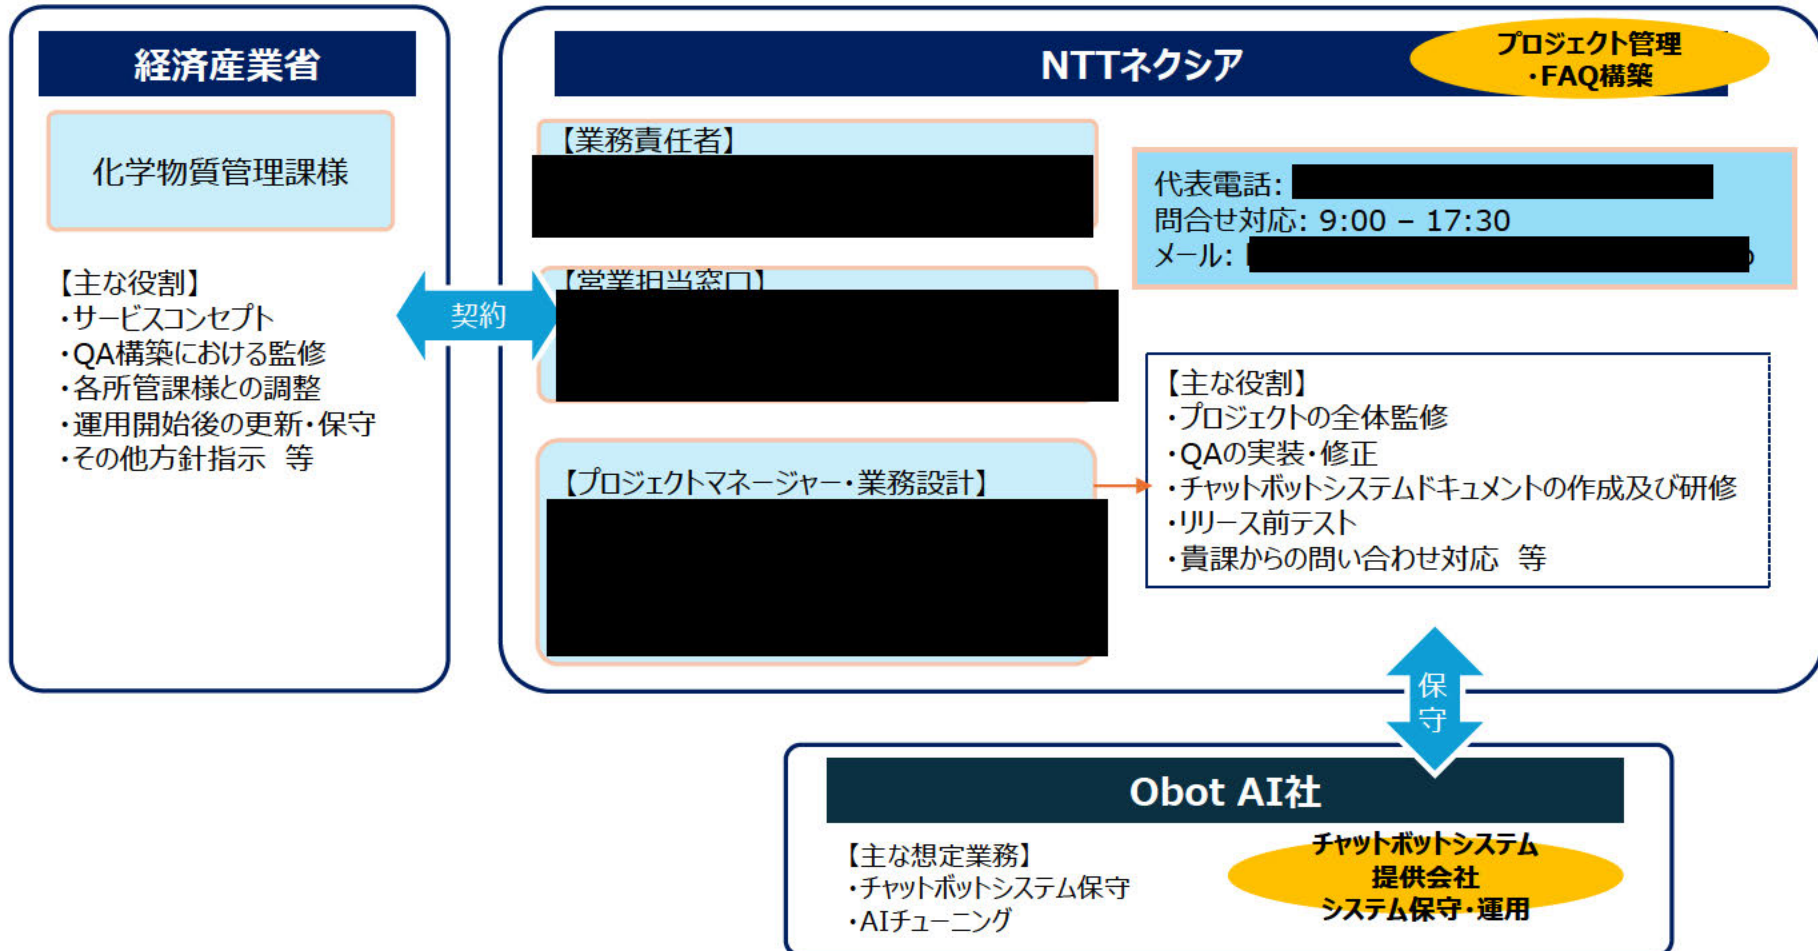 経済産業省
化学物質管理課様
【主な役割】
・サービスコンセプト
・QA構築における監修
・各所管課様との調整
・運用開始後の更新・保守
・その他方針指示 等
契約
NTTネクシア
プロジェクト管理
・FAQ構築
【業務責任者】
【営業担当窓口】
【プロジェクトマネージャー・業務設計】
代表電話:
問合せ対応: 9:00 – 17:30
メール:
【主な役割】
・プロジェクトの全体監修
・QAの実装・修正
・チャットボットシステムドキュメントの作成及び研修
・リリース前テスト
・貴課からの問い合わせ対応 等
保
守
Obot AI社
【主な想定業務】
・チャットボットシステム保守
・AIチューニング
チャットボットシステム
提供会社
システム保守・運用